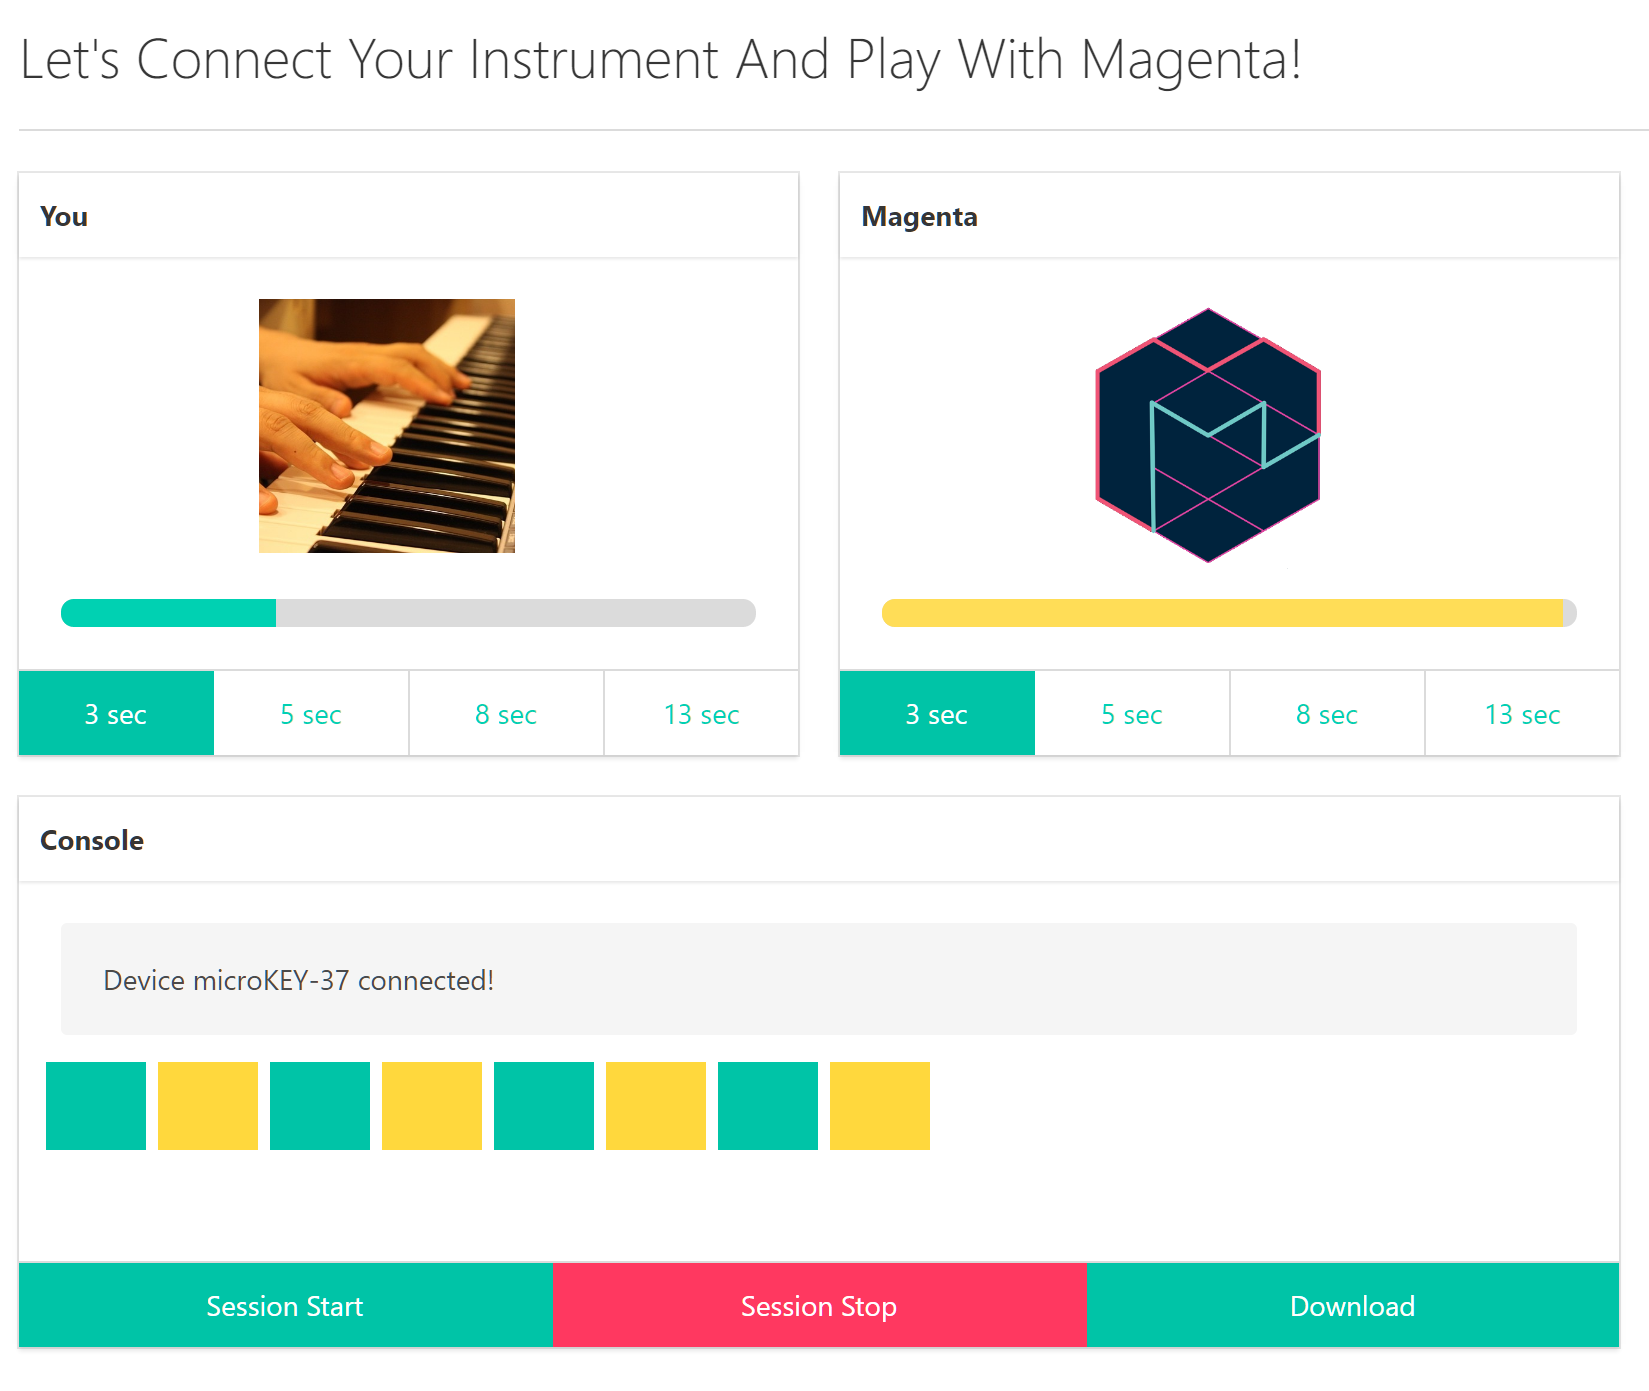 Let's Connect Your Instrument And Play With Magenta!
You
Magenta
3 sec
5 sec
8 sec
13 sec
3 sec
5 sec
8 sec
13 sec
Console
Device microKEY-37 connected!
Session Start
Session Stop
Download